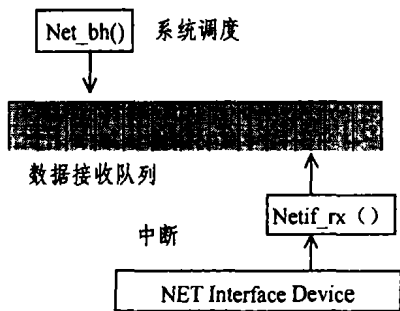 Net_bh() 系统调度
数据接收队列
Netif_rx（）
中断
NET Interface Device